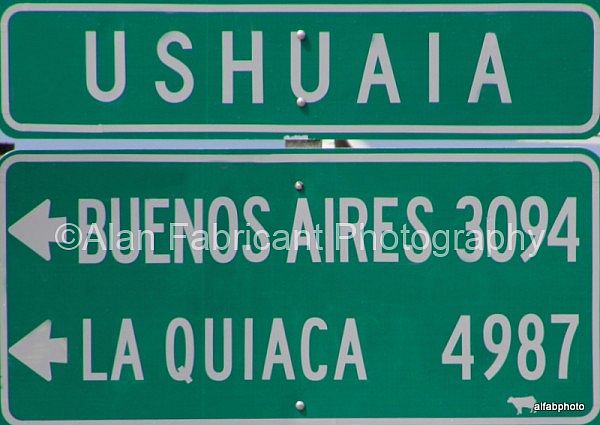 USHUAIA
BUENOS AIRES 3094
©Alan Fabricant Photography
LA QUIACA 4987
alfabphoto